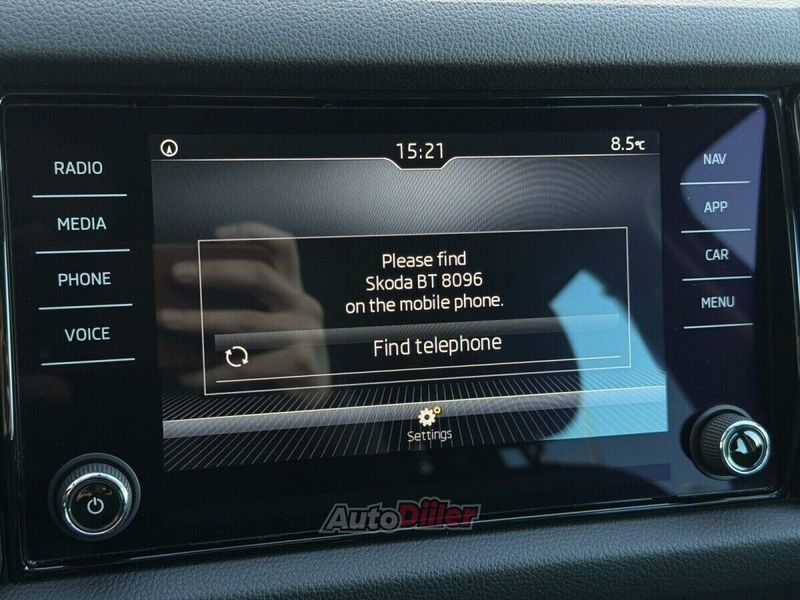 RADIO
MEDIA
PHONE
VOICE
15:21
8.5°C
Please find
Skoda BT 8096
on the mobile phone.
Find telephone
Settings
NAV
APP
CAR
MENU
AutoDiller